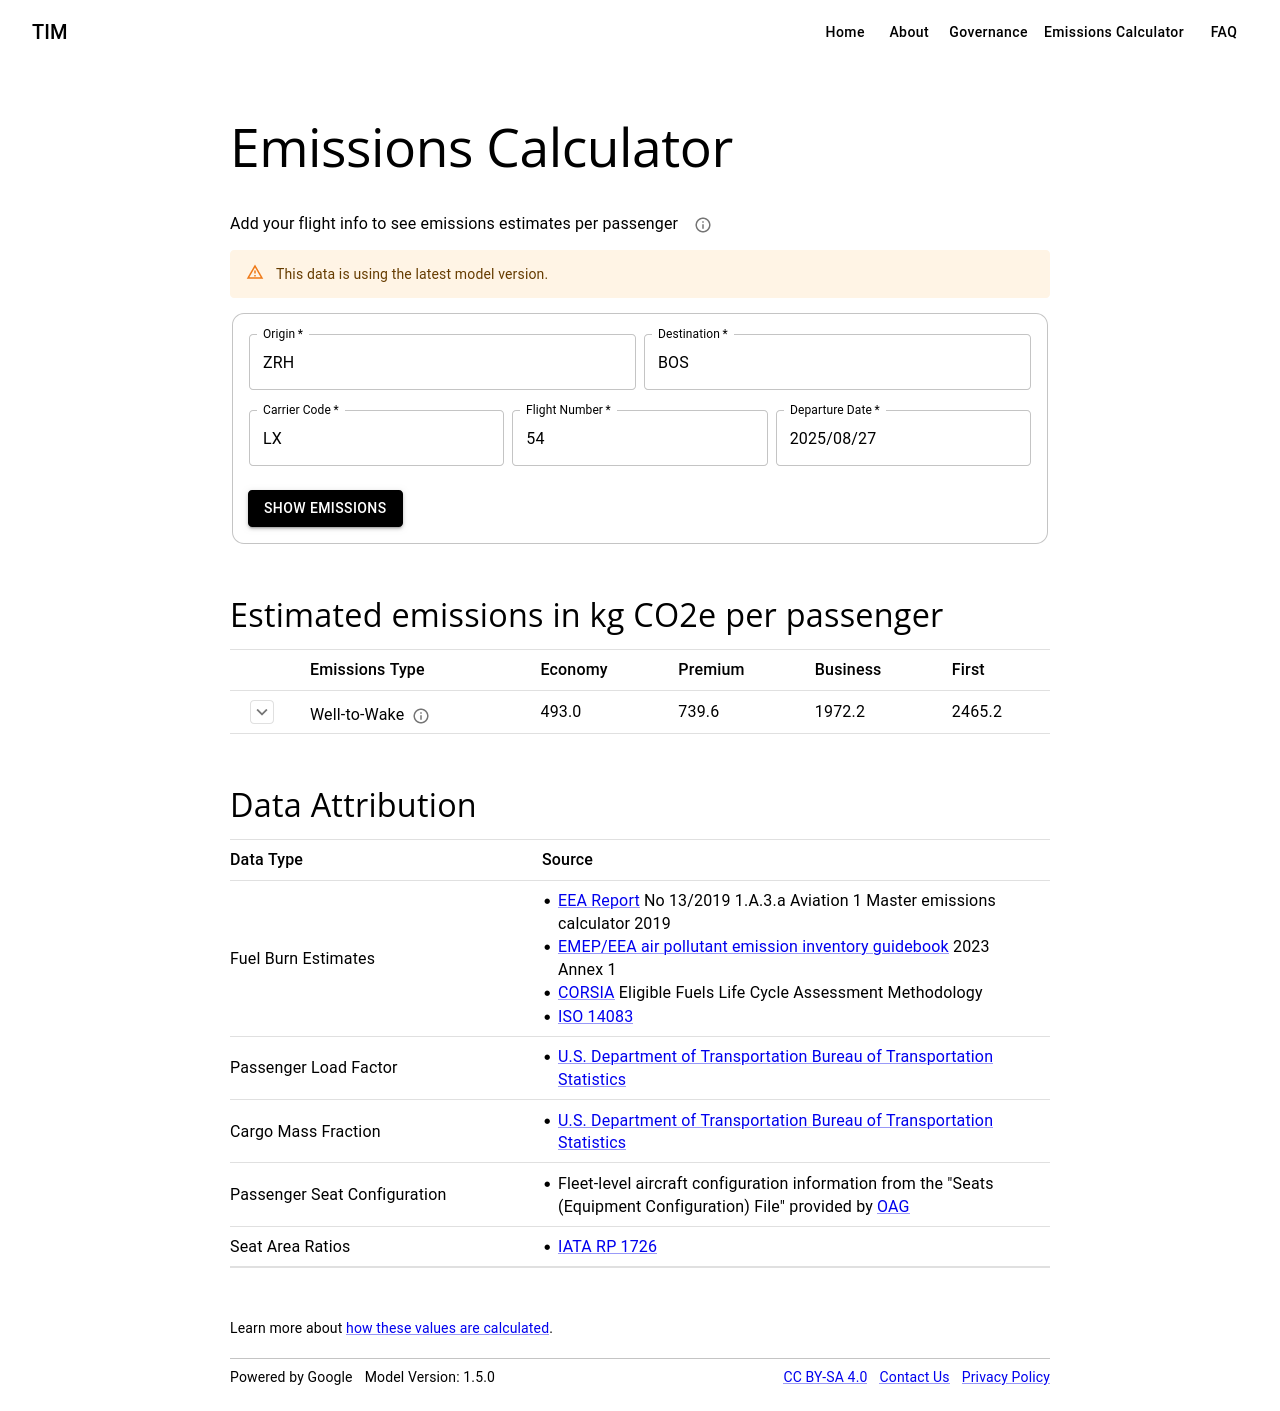 TIM
Home About Governance Emissions Calculator FAQ
Emissions Calculator
Add your flight info to see emissions estimates per passenger
This data is using the latest model version.
Origin * Destination *
ZRH BOS
Carrier Code * Flight Number * Departure Date *
LX 54 2025/08/27
SHOW EMISSIONS
Estimated emissions in kg CO2e per passenger
Emissions Type Economy Premium Business First
Well-to-Wake 493.0 739.6 1972.2 2465.2
Data Attribution
Data Type Source
Fuel Burn Estimates
• EEA Report No 13/2019 1.A.3.a Aviation 1 Master emissions
calculator 2019
• EMEP/EEA air pollutant emission inventory guidebook 2023
Annex 1
• CORSIA Eligible Fuels Life Cycle Assessment Methodology
• ISO 14083
Passenger Load Factor
• U.S. Department of Transportation Bureau of Transportation
Statistics
Cargo Mass Fraction
• U.S. Department of Transportation Bureau of Transportation
Statistics
Passenger Seat Configuration
• Fleet-level aircraft configuration information from the "Seats
(Equipment Configuration) File" provided by OAG
Seat Area Ratios
• IATA RP 1726
Learn more about how these values are calculated.
Powered by Google Model Version: 1.5.0 CC BY-SA 4.0 Contact Us Privacy Policy